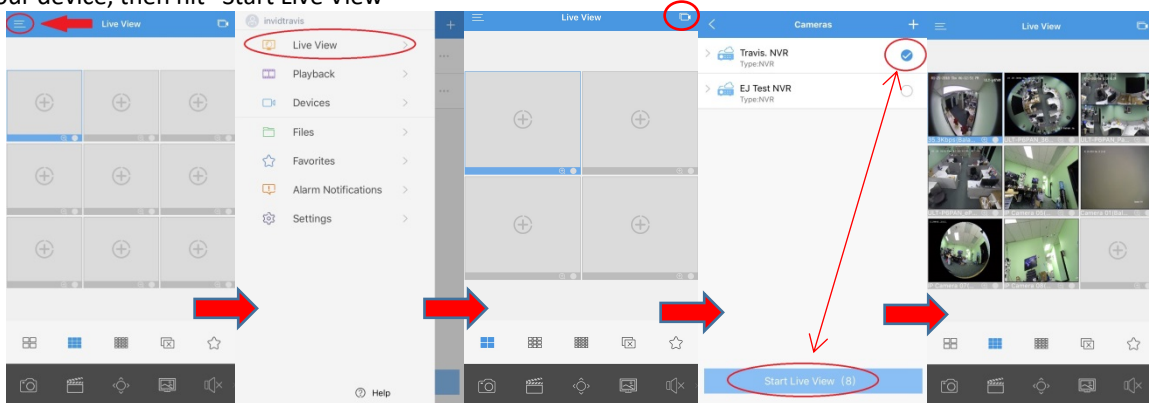 our device, then hit "Start Live View"
Live View
invidtravis
Live View
Playback
Devices
Files
Favorites
Alarm Notifications
Settings
Help
Live View
Cameras
Travis. NVR
Type:NVR
EJ Test NVR
Type:NVR
Start Live View (8)
Live View